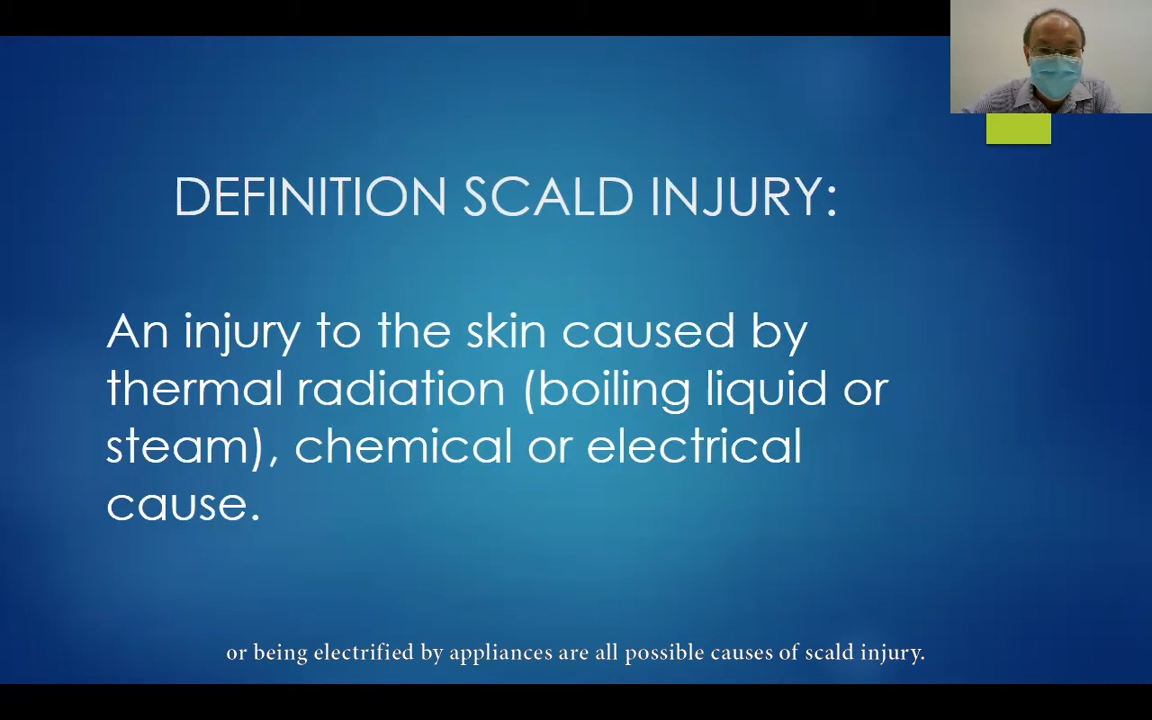 DEFINITION SCALD INJURY:
An injury to the skin caused by
thermal radiation (boiling liquid or
steam), chemical or electrical
cause.
or being electrified by appliances are all possible causes of scald injury.